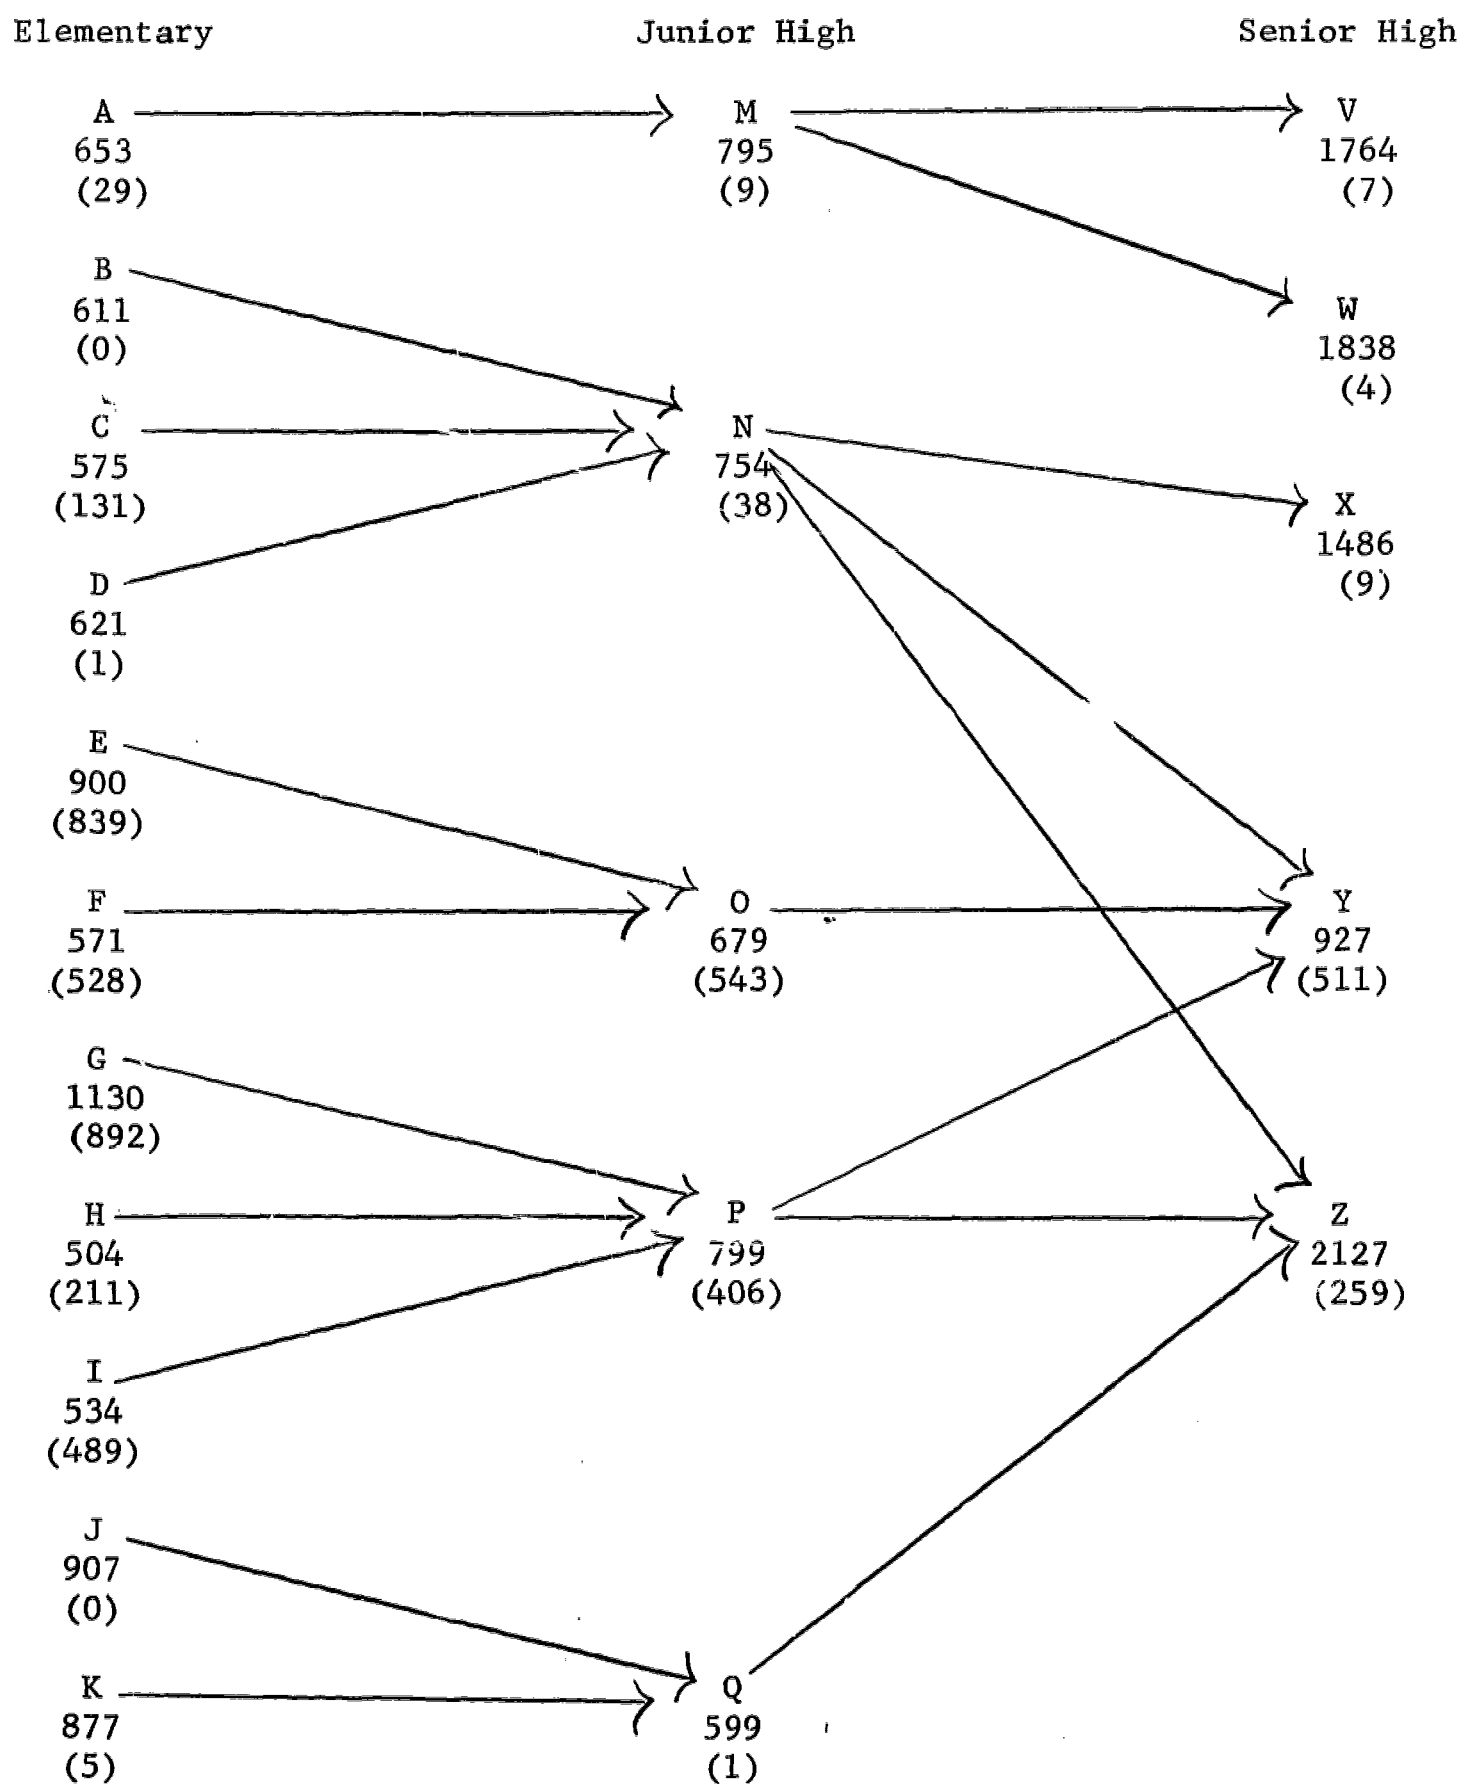 Elementary Junior High Senior High
A
653
(29)
B
611
(0)
C
575
(131)
D
621
(1)
E
900
(839)
F
571
(528)
G
1130
(892)
H
504
(211)
I
534
(489)
J
907
(0)
K
877
(5)
M
795
(9)
N
754
(38)
O
679
(543)
P
799
(406)
Q
599
(1)
V
1764
(7)
W
1838
(4)
X
1486
(9)
Y
927
(511)
Z
2127
(259)